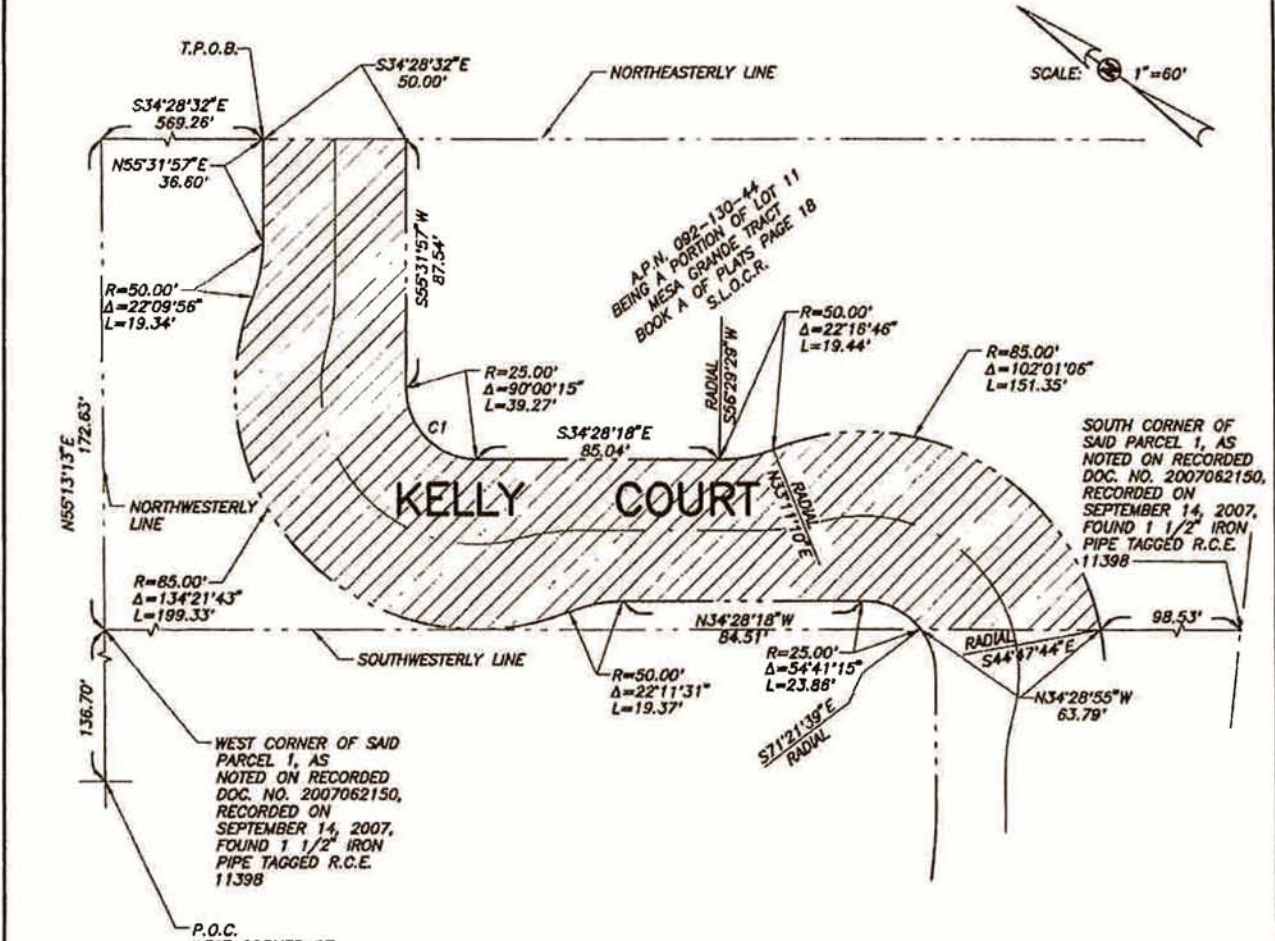 T.P.O.B.
S34°28'32"E
50.00'
NORTHEASTERLY LINE
SCALE: 1"=60'
S34°28'32"E
569.26'
N55°31'57"E
36.60'
S55°31'57"W
87.54'
A.P.N. 092-130-44
BEING A PORTION OF LOT 11
MESA GRANDE TRACT
BOOK A OF PLATS PAGE 18
S.L.O.C.R.
R=50.00'
Δ=22°09'56"
L=19.34'
RADIAL
S56°29'29"W
R=50.00'
Δ=22°16'46"
L=19.44'
R=85.00'
Δ=102°01'06"
L=151.35'
R=25.00'
Δ=90°00'15"
L=39.27'
C1
S34°28'18"E
85.04'
N55°13'13"E
172.63'
NORTHWESTERLY
LINE
KELLY COURT
RADIAL
N33°11'10"E
SOUTH CORNER OF
SAID PARCEL 1, AS
NOTED ON RECORDED
DOC. NO. 2007062150,
RECORDED ON
SEPTEMBER 14, 2007,
FOUND 1 1/2" IRON
PIPE TAGGED R.C.E.
11398
R=85.00'
Δ=134°21'43"
L=199.33'
N34°28'18"W
84.51'
98.53'
RADIAL
S44°47'44"E
SOUTHWESTERLY LINE
R=25.00'
Δ=54°41'15"
L=23.86'
R=50.00'
Δ=22°11'31"
L=19.37'
N34°28'55"W
63.79'
S71°21'39"E
RADIAL
136.70'
WEST CORNER OF SAID
PARCEL 1, AS
NOTED ON RECORDED
DOC. NO. 2007062150,
RECORDED ON
SEPTEMBER 14, 2007,
FOUND 1 1/2" IRON
PIPE TAGGED R.C.E.
11398
P.O.C.